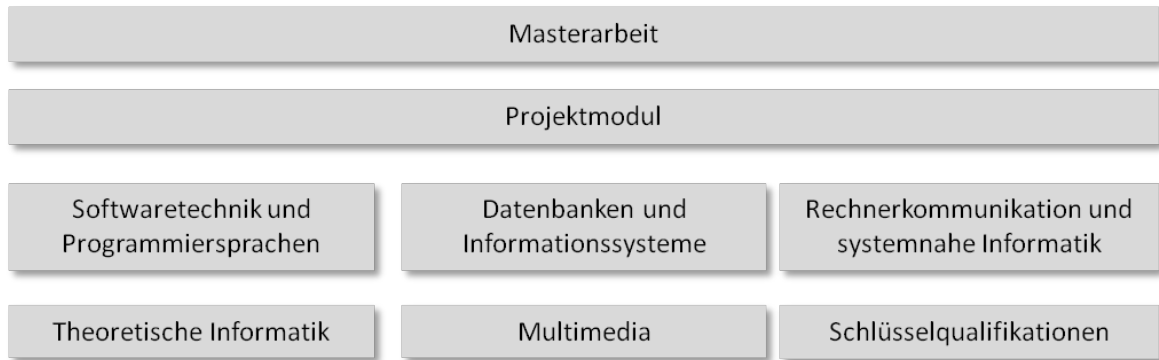 Masterarbeit
Projektmodul
Softwaretechnik und
Programmiersprachen
Datenbanken und
Informationssysteme
Rechnerkommunikation und
systemnahe Informatik
Theoretische Informatik
Multimedia
Schlüsselqualifikationen